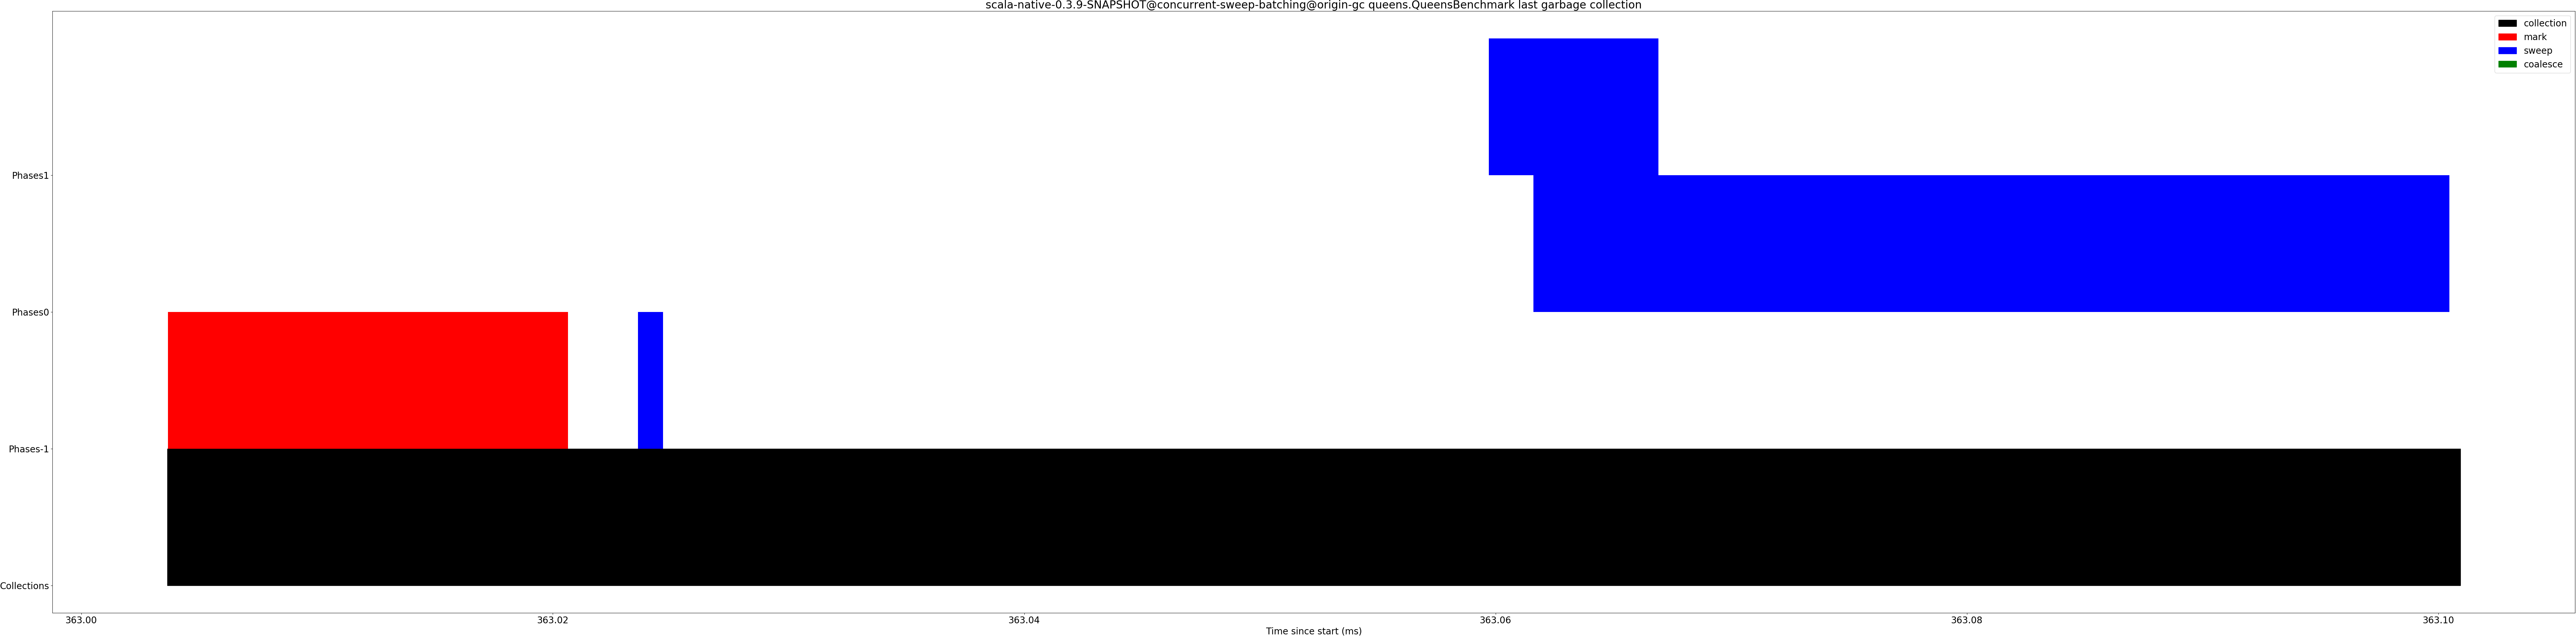 scala-native-0.3.9-SNAPSHOT@concurrent-sweep-batching@origin-gc queens.QueensBenchmark last garbage collection
collection
mark
sweep
coalesce
Phases1
Phases0
Phases-1
Collections
363.00
363.02
363.04
363.06
363.08
363.10
Time since start (ms)